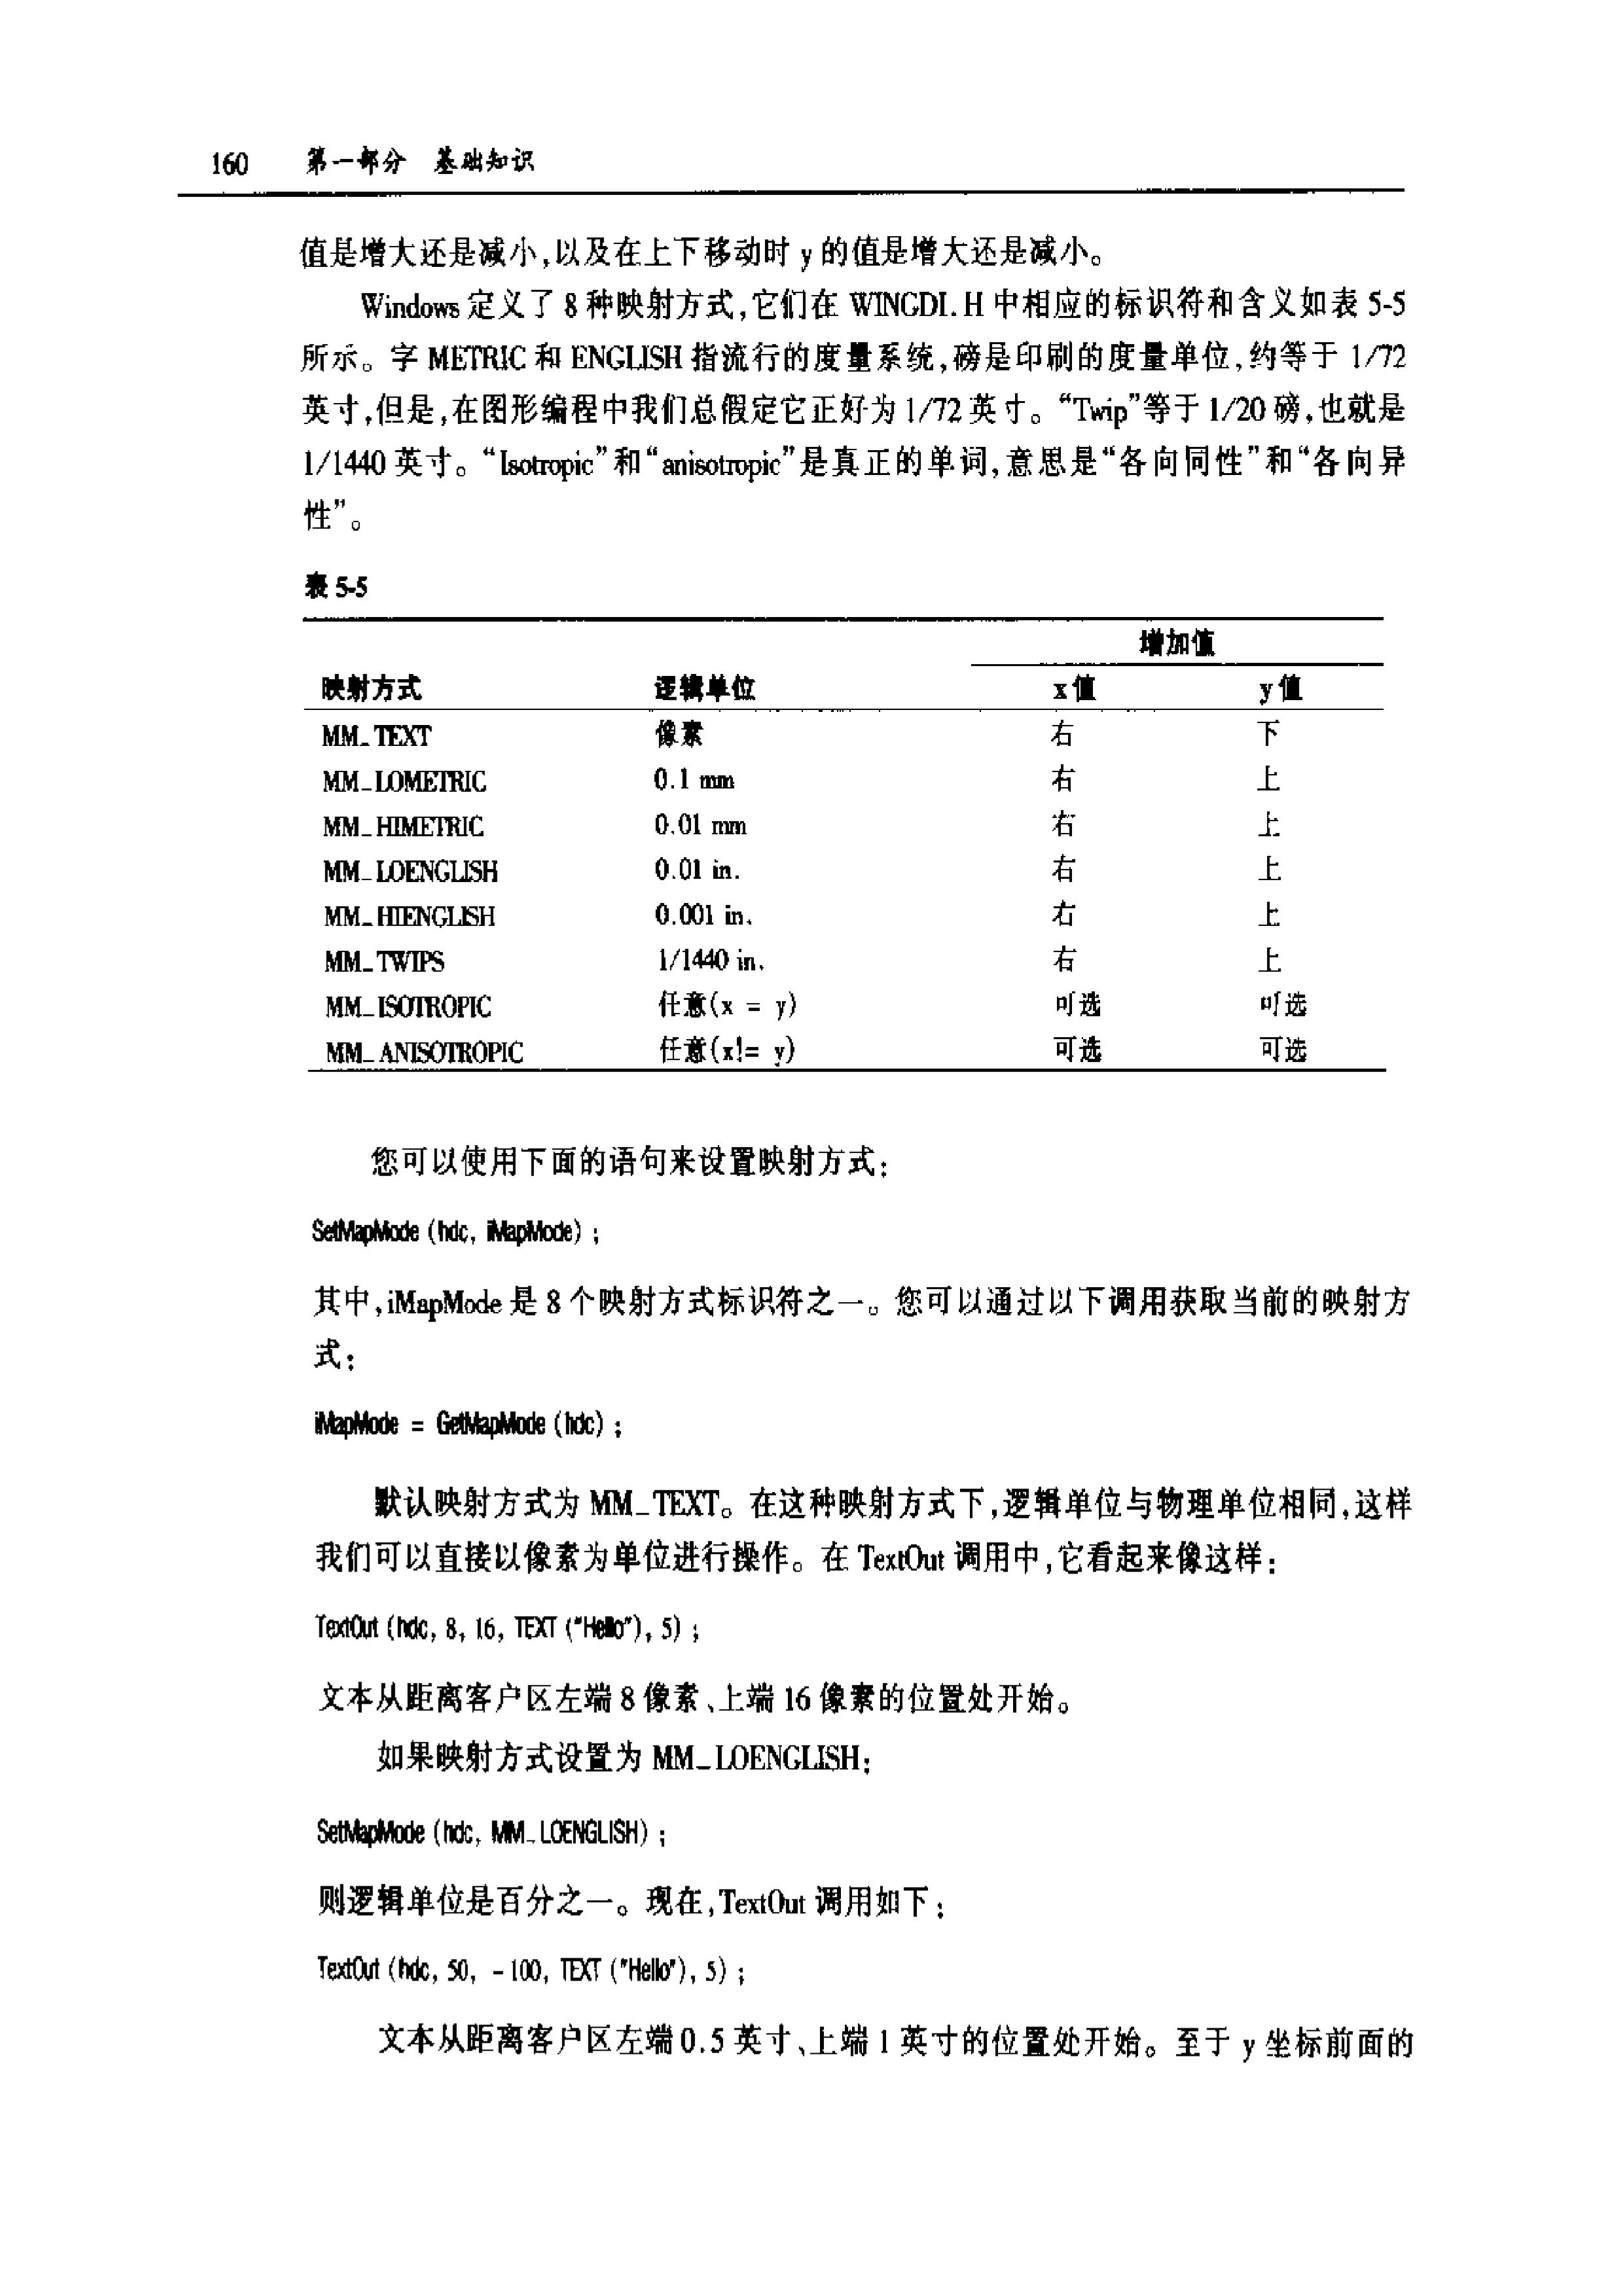 160 第一部分 基础知识
值是增大还是减小,以及在上下移动时 y 的值是增大还是减小。
Windows 定义了 8 种映射方式,它们在 WINGDI.H 中相应的标识符和含义如表 5-5
所示。字 METRIC 和 ENGLISH 指流行的度量系统,磅是印刷的度量单位,约等于 1/72
英寸,但是,在图形编程中我们总假定它正好为 1/72 英寸。“Twip”等于 1/20 磅,也就是
1/1440 英寸。“Isotropic”和“anisotropic”是真正的单词,意思是“各向同性”和“各向异
性”。
表 5-5
增加值
映射方式 逻辑单位 x 值 y 值
MM_TEXT 像素 右 下
MM_LOMETRIC 0.1 mm 右 上
MM_HIMETRIC 0.01 mm 右 上
MM_LOENGLISH 0.01 in. 右 上
MM_HIENGLISH 0.001 in. 右 上
MM_TWIPS 1/1440 in. 右 上
MM_ISOTROPIC 任意(x = y) 可选 可选
MM_ANISOTROPIC 任意(x!= y) 可选 可选
您可以使用下面的语句来设置映射方式:
SetMapMode (hdc, iMapMode) ;
其中,iMapMode 是 8 个映射方式标识符之一。您可以通过以下调用获取当前的映射方
式:
iMapMode = GetMapMode (hdc) ;
默认映射方式为 MM_TEXT。在这种映射方式下,逻辑单位与物理单位相同,这样
我们可以直接以像素为单位进行操作。在 TextOut 调用中,它看起来像这样:
TextOut (hdc, 8, 16, TEXT ("Hello"), 5) ;
文本从距离客户区左端 8 像素、上端 16 像素的位置处开始。
如果映射方式设置为 MM_LOENGLISH:
SetMapMode (hdc, MM_LOENGLISH) ;
则逻辑单位是百分之一。现在,TextOut 调用如下:
TextOut (hdc, 50, -100, TEXT ("Hello"), 5) ;
文本从距离客户区左端 0.5 英寸、上端 1 英寸的位置处开始。至于 y 坐标前面的